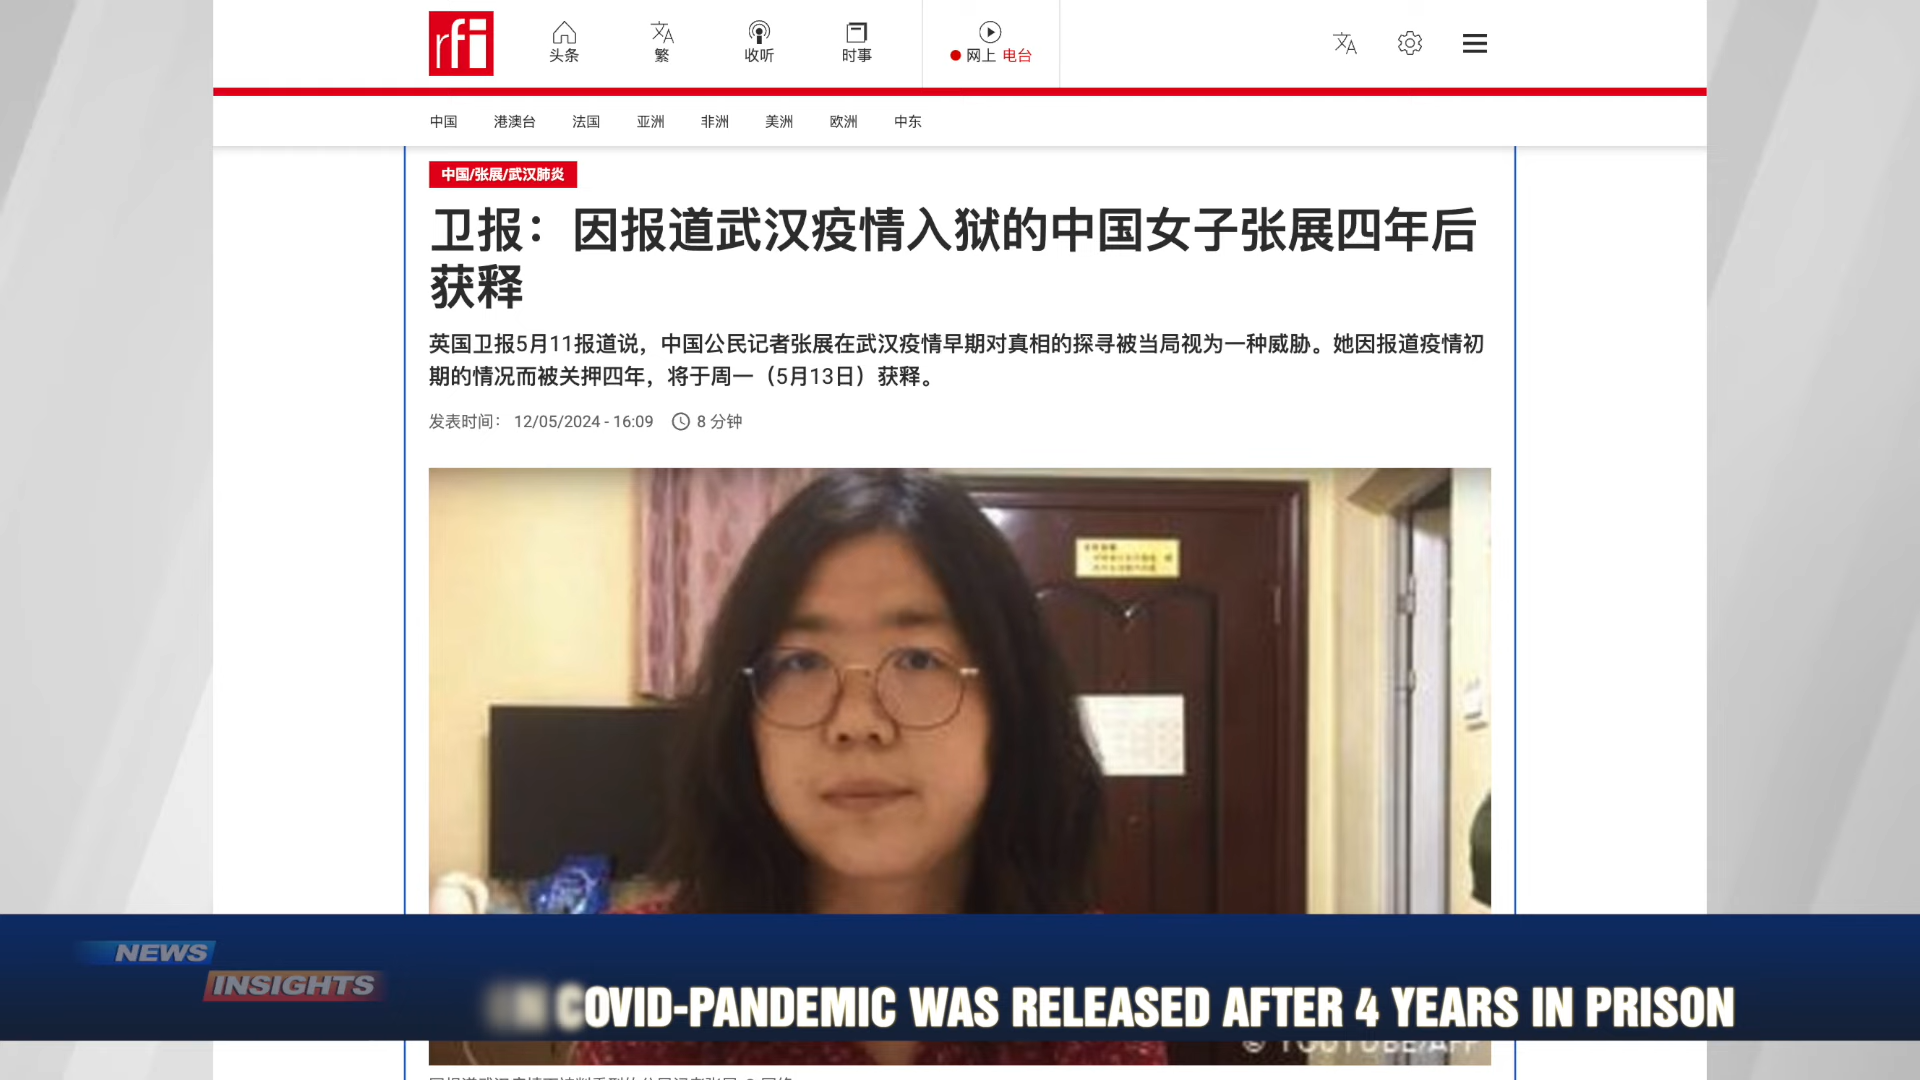 rfi
头条
繁
收听
时事
网上 电台
中国 港澳台 法国 亚洲 非洲 美洲 欧洲 中东
中国/张展/武汉肺炎
卫报：因报道武汉疫情入狱的中国女子张展四年后
获释
英国卫报5月11报道说，中国公民记者张展在武汉疫情早期对真相的探寻被当局视为一种威胁。她因报道疫情初
期的情况而被关押四年，将于周一（5月13日）获释。
发表时间： 12/05/2024 - 16:09 8 分钟
NEWS
INSIGHTS
COVID-PANDEMIC WAS RELEASED AFTER 4 YEARS IN PRISON
© YOUTUBE/AFP